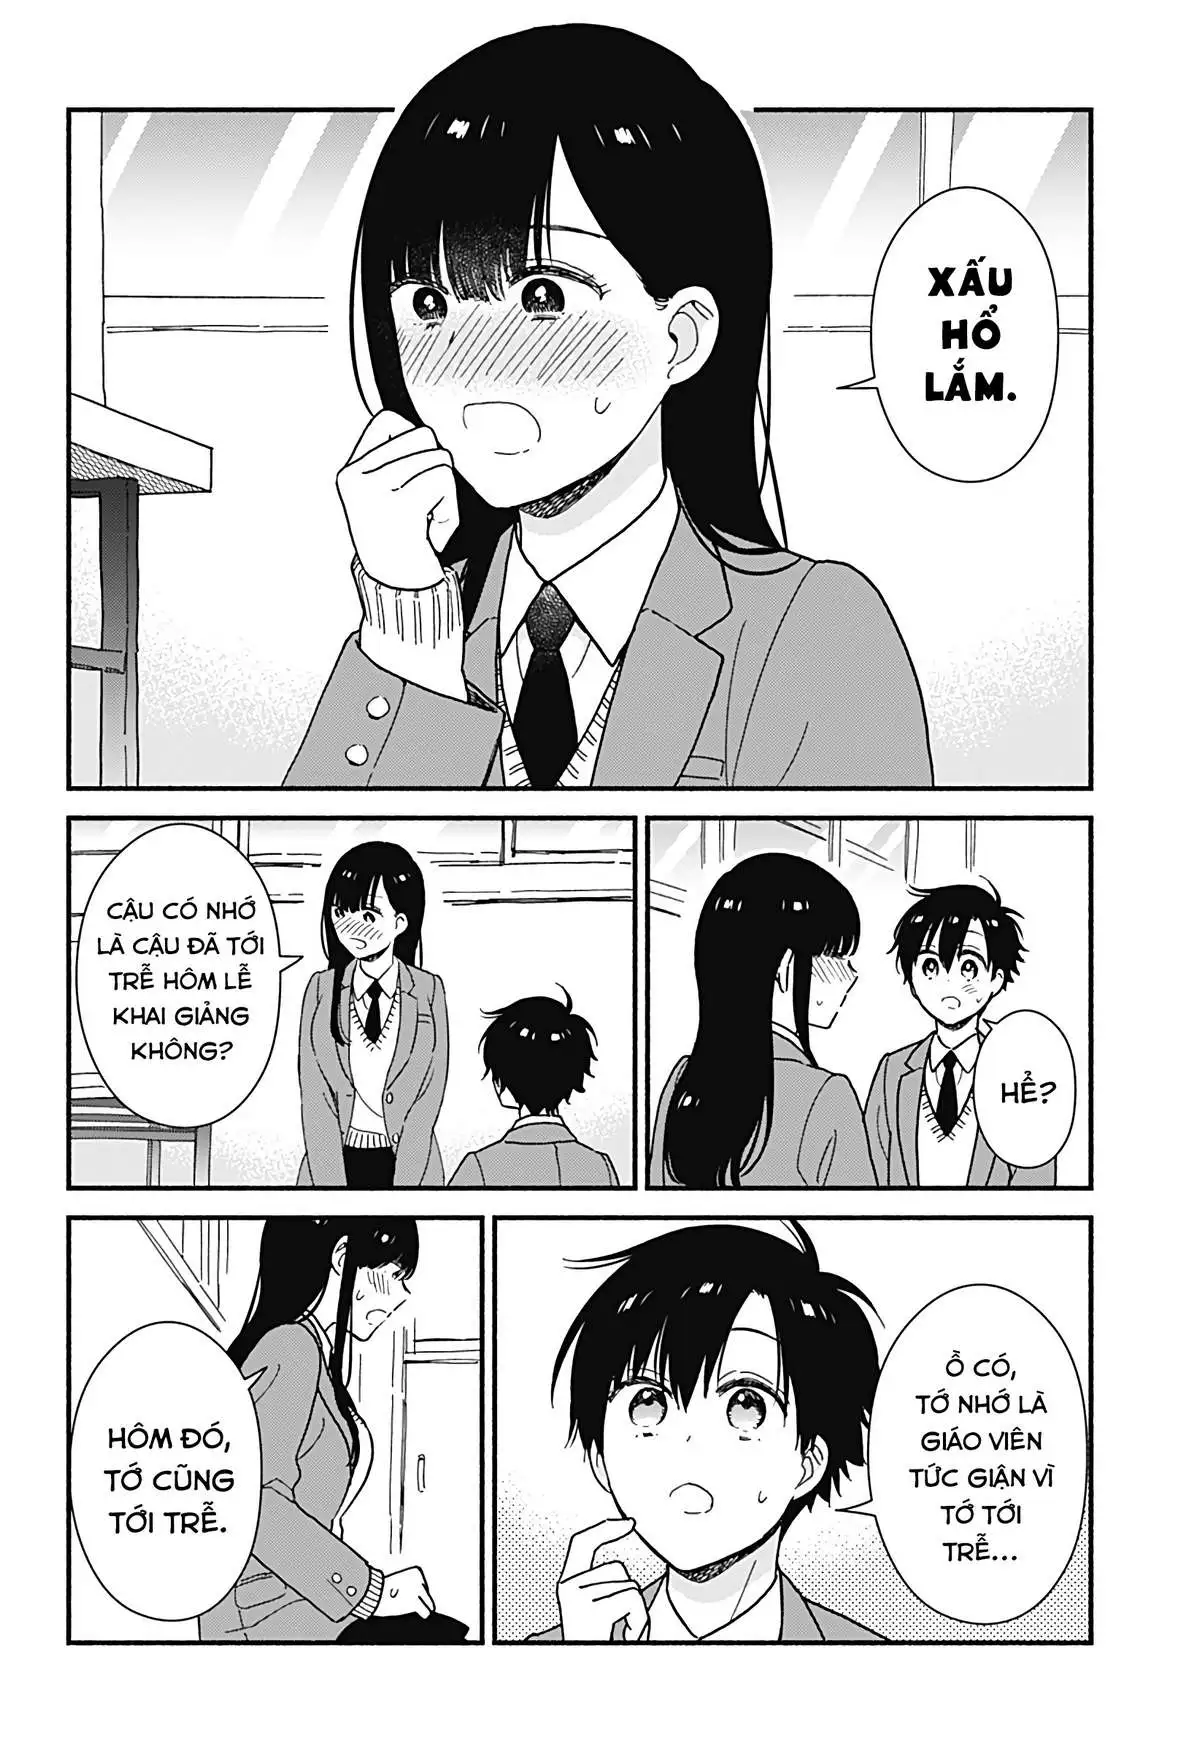 XẤU
HỔ
LẮM.
HỂ?
CẬU CÓ NHỚ
LÀ CẬU ĐÃ TỚI
TRỄ HÔM LỄ
KHAI GIẢNG
KHÔNG?
Ồ CÓ,
TỚ NHỚ LÀ
GIÁO VIÊN
TỨC GIẬN VÌ
TỚ TỚI
TRỄ...
HÔM ĐÓ,
TỚ CŨNG
TỚI TRỄ.